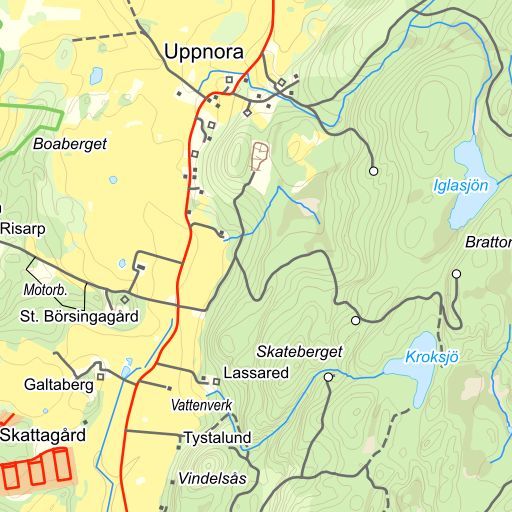 Uppnora
Boaberget
Iglasjön
Risarp
Bratton
Motorb.
St. Börsingagård
Skateberget
Kroksjö
Lassared
Galtaberg
Vattenverk
Skattagård
Tystalund
Vindelsås